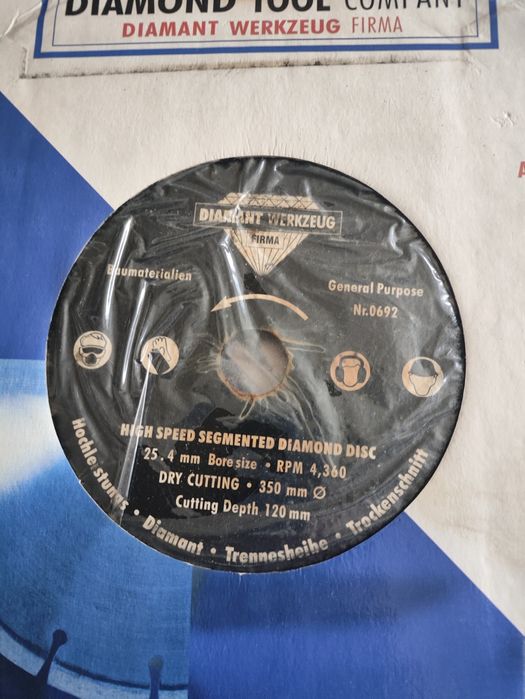 DIAMOND TOOL COMPANY
DIAMANT WERKZEUG FIRMA
DIAMANT WERKZEUG
FIRMA
Baumaterialien
General Purpose
Nr.0692
HIGH SPEED SEGMENTED DIAMOND DISC
25.4 mm Bore size • RPM 4,360
DRY CUTTING • 350 mm Ø
Cutting Depth 120 mm
• Diamant • Trennesheibe • Trockenschnitt